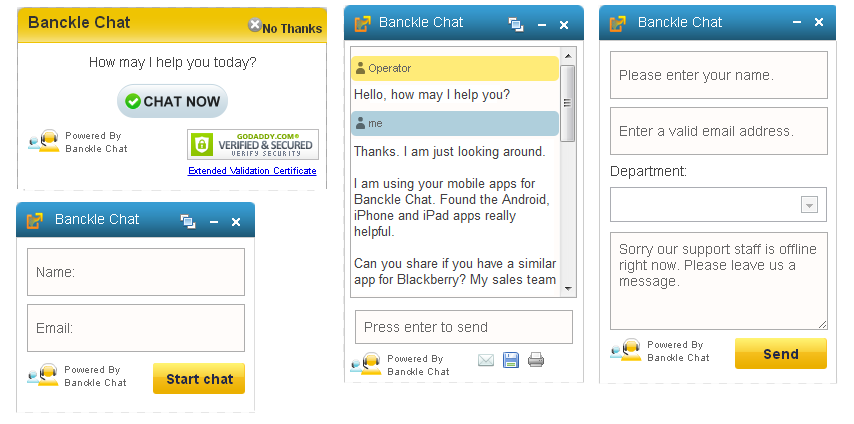 Banckle Chat
No Thanks
How may I help you today?
CHAT NOW
Powered By
Banckle Chat
GODADDY.COM®
VERIFIED & SECURED
VERIFY SECURITY
Extended Validation Certificate
Banckle Chat
Name:
Email:
Powered By
Banckle Chat
Start chat
Banckle Chat
Operator
Hello, how may I help you?
me
Thanks. I am just looking around.
I am using your mobile apps for
Banckle Chat. Found the Android,
iPhone and iPad apps really
helpful.
Can you share if you have a similar
app for Blackberry? My sales team
Press enter to send
Powered By
Banckle Chat
Banckle Chat
Please enter your name.
Enter a valid email address.
Department:
Sorry our support staff is offline
right now. Please leave us a
message.
Powered By
Banckle Chat
Send